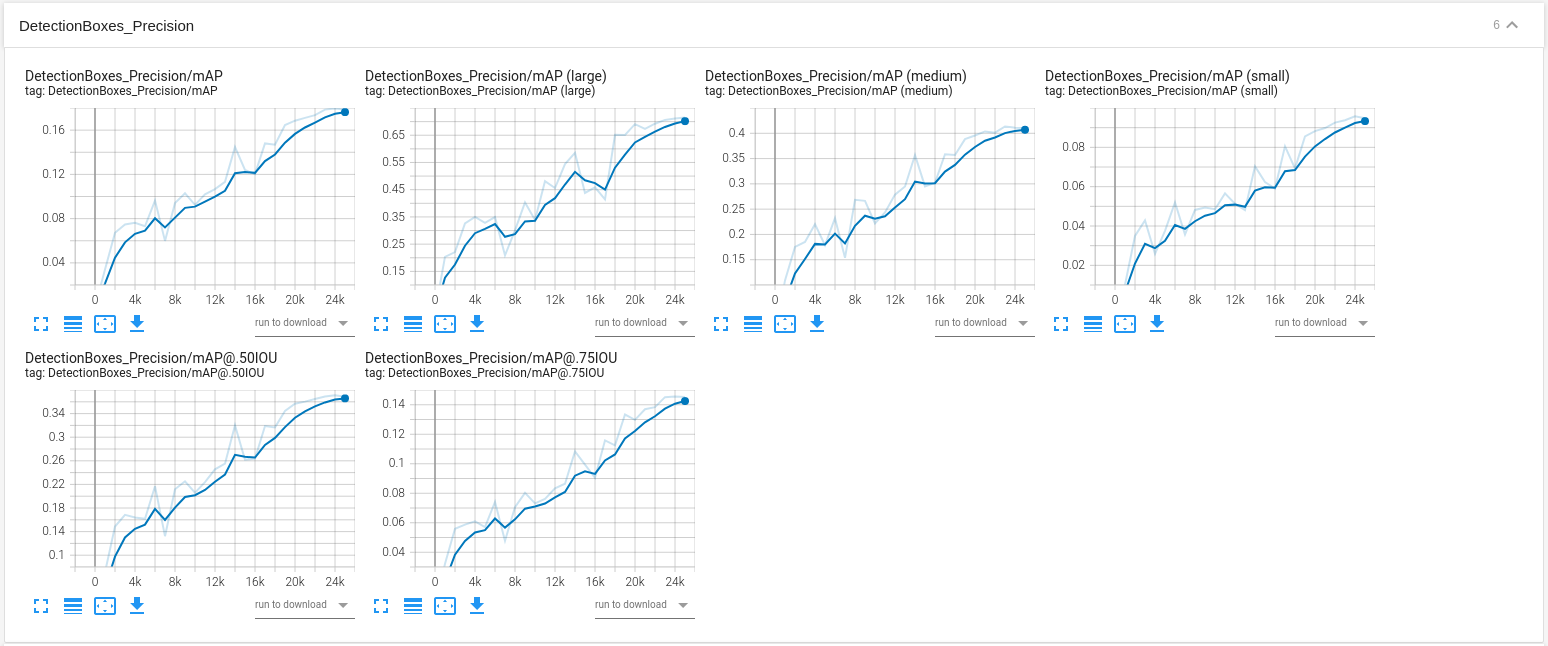 DetectionBoxes_Precision
6
DetectionBoxes_Precision/mAP
tag: DetectionBoxes_Precision/mAP
0.16
0.12
0.08
0.04
0 4k 8k 12k 16k 20k 24k
run to download
DetectionBoxes_Precision/mAP (large)
tag: DetectionBoxes_Precision/mAP (large)
0.65
0.55
0.45
0.35
0.25
0.15
0 4k 8k 12k 16k 20k 24k
run to download
DetectionBoxes_Precision/mAP (medium)
tag: DetectionBoxes_Precision/mAP (medium)
0.4
0.35
0.3
0.25
0.2
0.15
0 4k 8k 12k 16k 20k 24k
run to download
DetectionBoxes_Precision/mAP (small)
tag: DetectionBoxes_Precision/mAP (small)
0.08
0.06
0.04
0.02
0 4k 8k 12k 16k 20k 24k
run to download
DetectionBoxes_Precision/mAP@.50IOU
tag: DetectionBoxes_Precision/mAP@.50IOU
0.34
0.3
0.26
0.22
0.18
0.14
0.1
0 4k 8k 12k 16k 20k 24k
run to download
DetectionBoxes_Precision/mAP@.75IOU
tag: DetectionBoxes_Precision/mAP@.75IOU
0.14
0.12
0.1
0.08
0.06
0.04
0 4k 8k 12k 16k 20k 24k
run to download